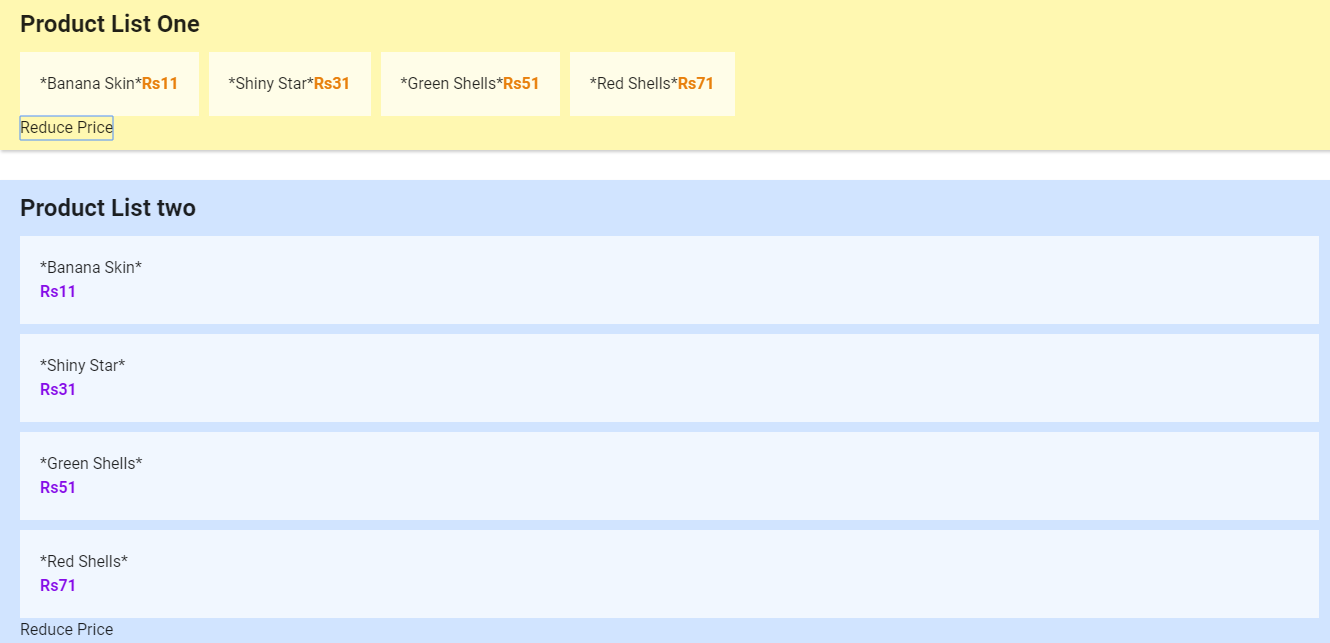 Product List One
*Banana Skin*Rs11 *Shiny Star*Rs31 *Green Shells*Rs51 *Red Shells*Rs71
Reduce Price
Product List two
*Banana Skin*
Rs11
*Shiny Star*
Rs31
*Green Shells*
Rs51
*Red Shells*
Rs71
Reduce Price